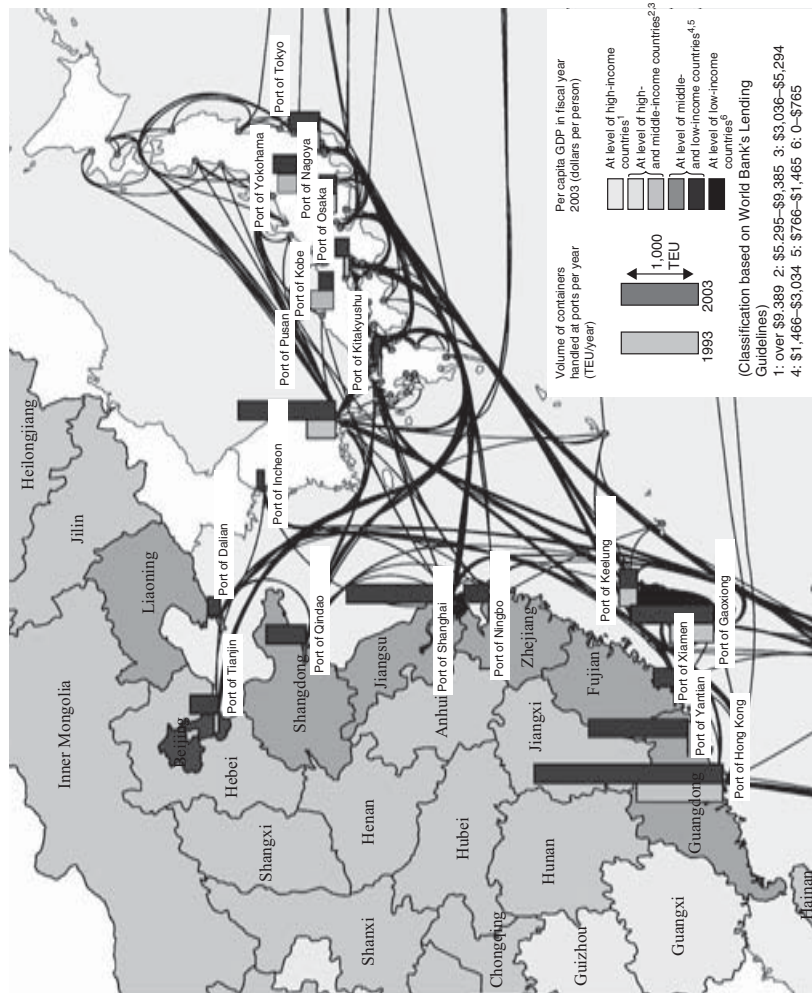 Heilongjiang
Jilin
Inner Mongolia
Liaoning
Beijing
Hebei
Shangxi
Shanxi
Shangdong
Henan
Jiangsu
Anhui
Hubei
Chongqing
Zhejiang
Jiangxi
Hunan
Guizhou
Fujian
Guangdong
Guangxi
Hainan
Port of Dalian
Port of Tianjin
Port of Qindao
Port of Incheon
Port of Shanghai
Port of Ningbo
Port of Pusan
Port of Kitakyushu
Port of Kobe
Port of Osaka
Port of Nagoya
Port of Yokohama
Port of Tokyo
Port of Keelung
Port of Gaoxiong
Port of Xiamen
Port of Yantian
Port of Hong Kong
Volume of containers
handled at ports per year
(TEU/year)
1,000
TEU
1993
2003
Per capita GDP in fiscal year
2003 (dollars per person)
At level of high-income
countries1
At level of high-
and middle-income countries2,3
At level of middle-
and low-income countries4,5
At level of low-income
countries6
(Classification based on World Bank's Lending
Guidelines)
1: over $9.389 2: $5.295–$9,385 3: $3,036–$5,294
4: $1,466–$3,034 5: $766–$1,465 6: 0–$765